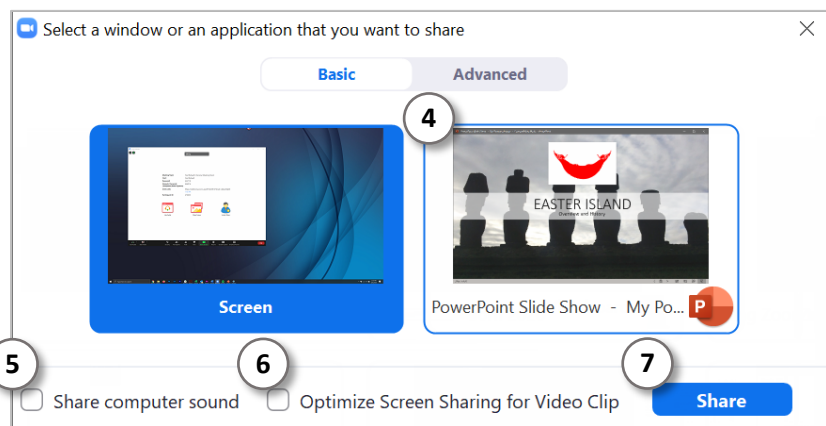 Select a window or an application that you want to share
Basic
Advanced
4
EASTER ISLAND
Overview and History
Screen
PowerPoint Slide Show - My Po...
P
5
6
7
Share computer sound
Optimize Screen Sharing for Video Clip
Share